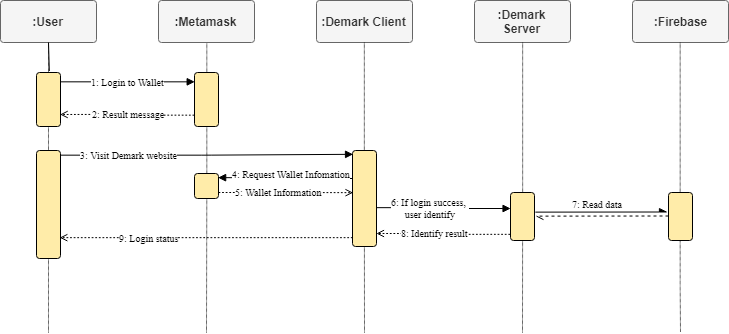 :User
:Metamask
:Demark Client
:Demark
Server
:Firebase
1: Login to Wallet
2: Result message
3: Visit Demark website
4: Request Wallet Infomation
5: Wallet Information
6: If login success,
user identify
7: Read data
8: Identify result
9: Login status